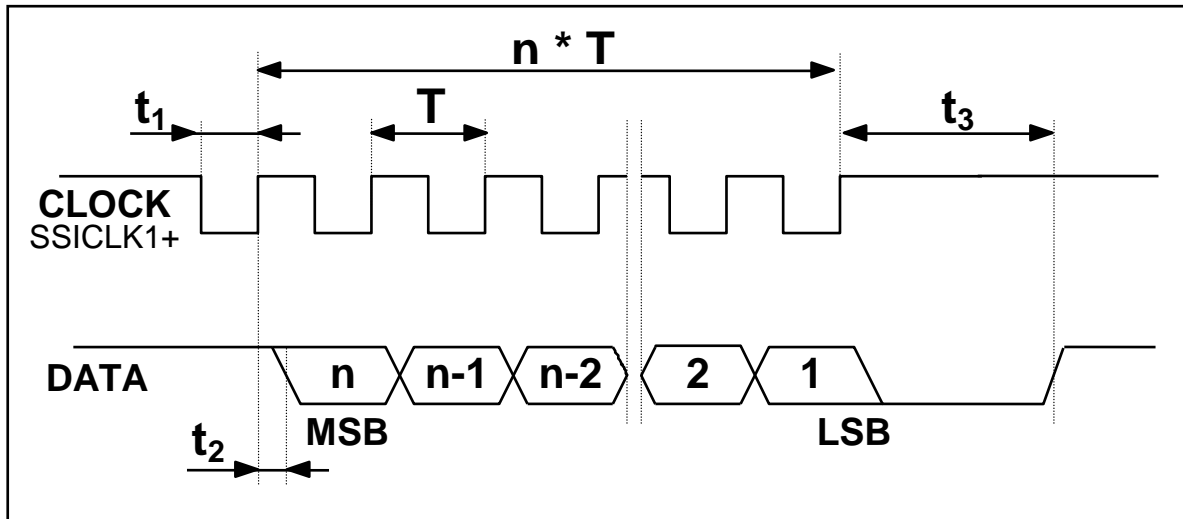 n * T
t₁
T
t₃
CLOCK
SSICLK1+
DATA
n
n-1
n-2
2
1
MSB
LSB
t₂